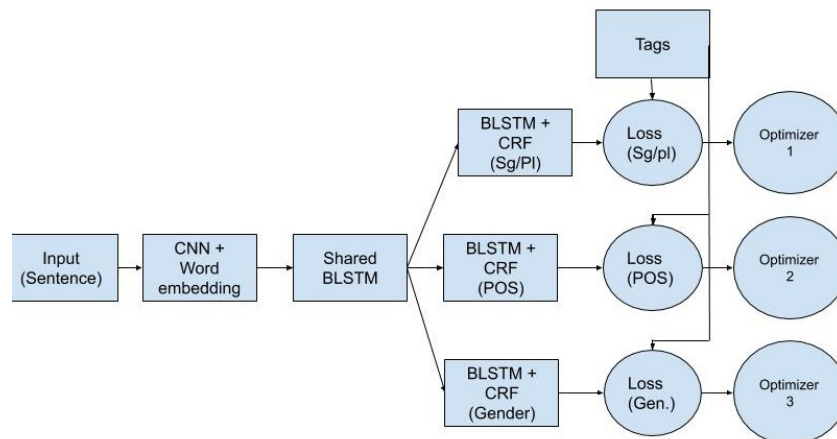 Tags
BLSTM +
CRF
(Sg/Pl)
Loss
(Sg/pl)
Optimizer
1
Input
(Sentence)
CNN +
Word
embedding
Shared
BLSTM
BLSTM +
CRF
(POS)
Loss
(POS)
Optimizer
2
BLSTM +
CRF
(Gender)
Loss
(Gen.)
Optimizer
3